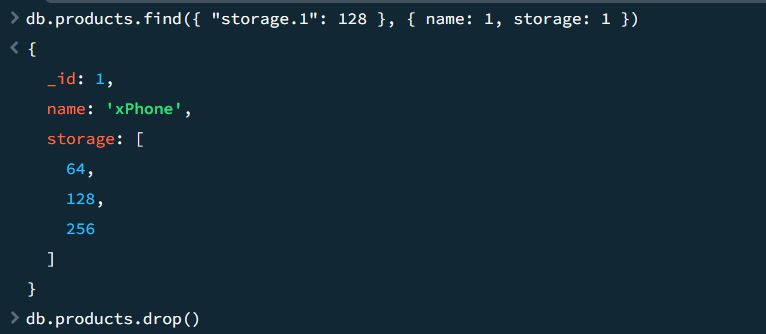 > db.products.find({ "storage.1": 128 }, { name: 1, storage: 1 })
< {
_id: 1,
name: 'xPhone',
storage: [
64,
128,
256
]
}
> db.products.drop()